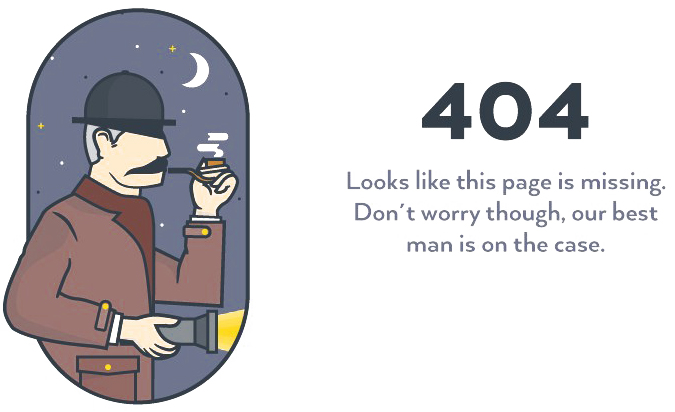 404
Looks like this page is missing.
Don't worry though, our best
man is on the case.